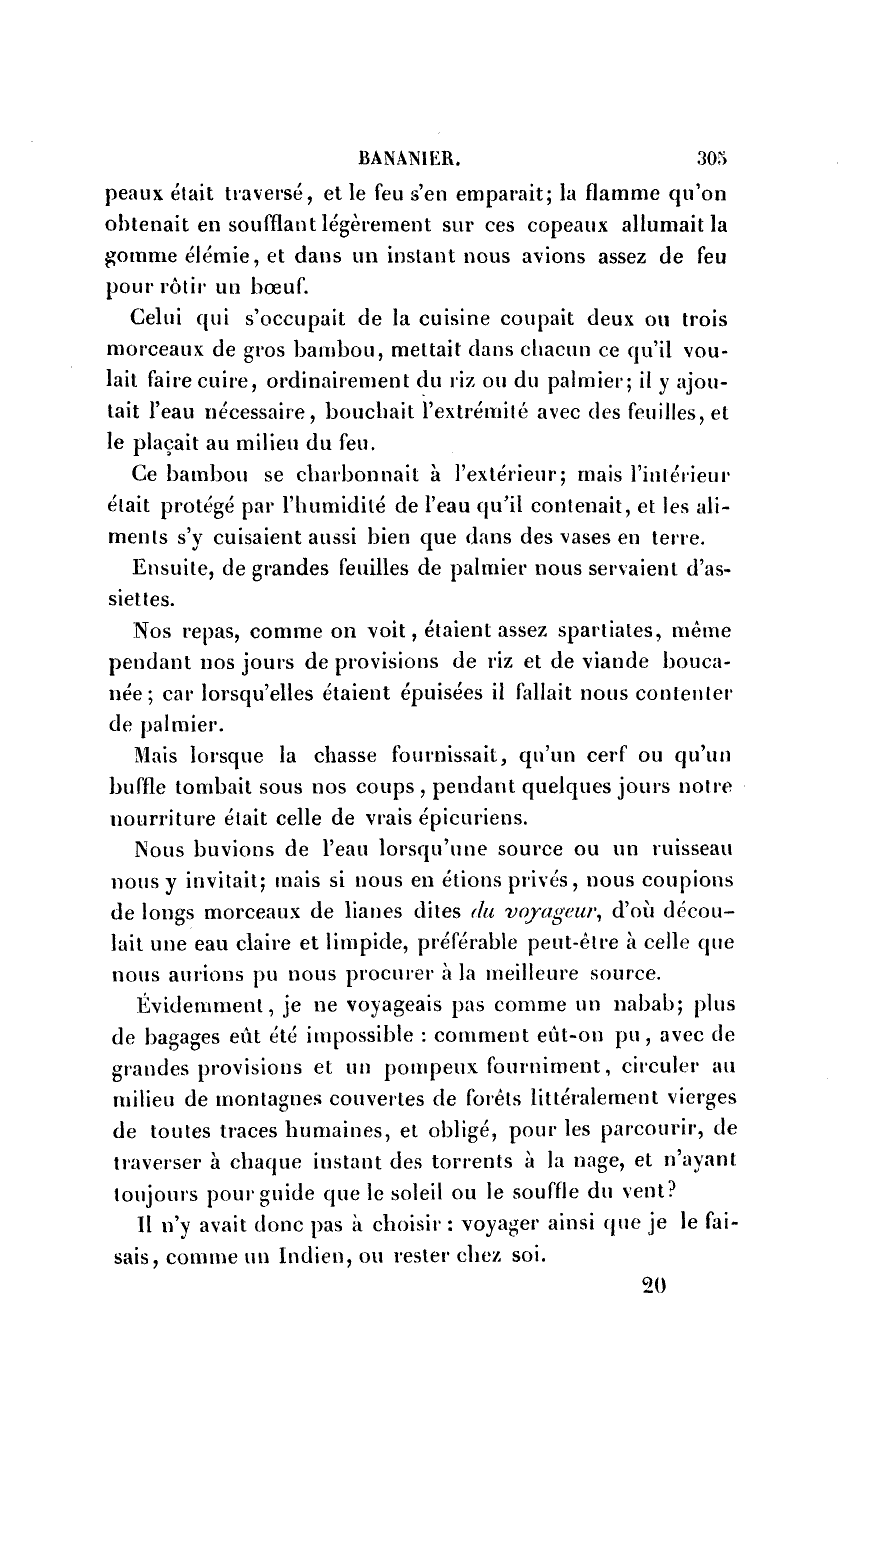 BANANIER. 305
peaux était traversé, et le feu s'en emparait; la flamme qu'on
obtenait en soufflant légèrement sur ces copeaux allumait la
gomme élémie, et dans un instant nous avions assez de feu
pour rôtir un bœuf.
Celui qui s'occupait de la cuisine coupait deux ou trois
morceaux de gros bambou, mettait dans chacun ce qu'il vou-
lait faire cuire, ordinairement du riz ou du palmier; il y ajou-
tait l'eau nécessaire, bouchait l'extrémité avec des feuilles, et
le plaçait au milieu du feu.
Ce bambou se charbonnait à l'extérieur; mais l'intérieur
était protégé par l'humidité de l'eau qu'il contenait, et les ali-
ments s'y cuisaient aussi bien que dans des vases en terre.
Ensuite, de grandes feuilles de palmier nous servaient d'as-
siettes.
Nos repas, comme on voit, étaient assez spartiates, même
pendant nos jours de provisions de riz et de viande bouca-
née; car lorsqu'elles étaient épuisées il fallait nous contenter
de palmier.
Mais lorsque la chasse fournissait, qu'un cerf ou qu'un
buffle tombait sous nos coups, pendant quelques jours notre
nourriture était celle de vrais épicuriens.
Nous buvions de l'eau lorsqu'une source ou un ruisseau
nous y invitait; mais si nous en étions privés, nous coupions
de longs morceaux de lianes dites du voyageur, d'où décou-
lait une eau claire et limpide, préférable peut-être à celle que
nous aurions pu nous procurer à la meilleure source.
Évidemment, je ne voyageais pas comme un nabab; plus
de bagages eût été impossible : comment eût-on pu, avec de
grandes provisions et un pompeux fourniment, circuler au
milieu de montagnes couvertes de forêts littéralement vierges
de toutes traces humaines, et obligé, pour les parcourir, de
traverser à chaque instant des torrents à la nage, et n'ayant
toujours pour guide que le soleil ou le souffle du vent?
Il n'y avait donc pas à choisir : voyager ainsi que je le fai-
sais, comme un Indien, ou rester chez soi.
20